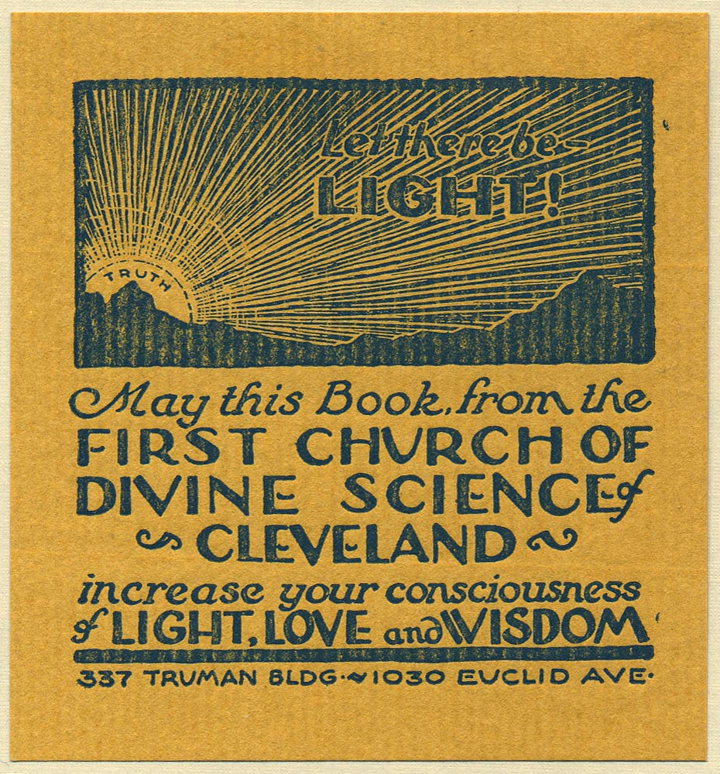 Let there be-
LIGHT!
TRUTH
May this Book, from the
FIRST CHURCH OF
DIVINE SCIENCE of
~ CLEVELAND ~
increase your consciousness
of LIGHT, LOVE and WISDOM
337 TRUMAN BLDG·~1030 EUCLID AVE·